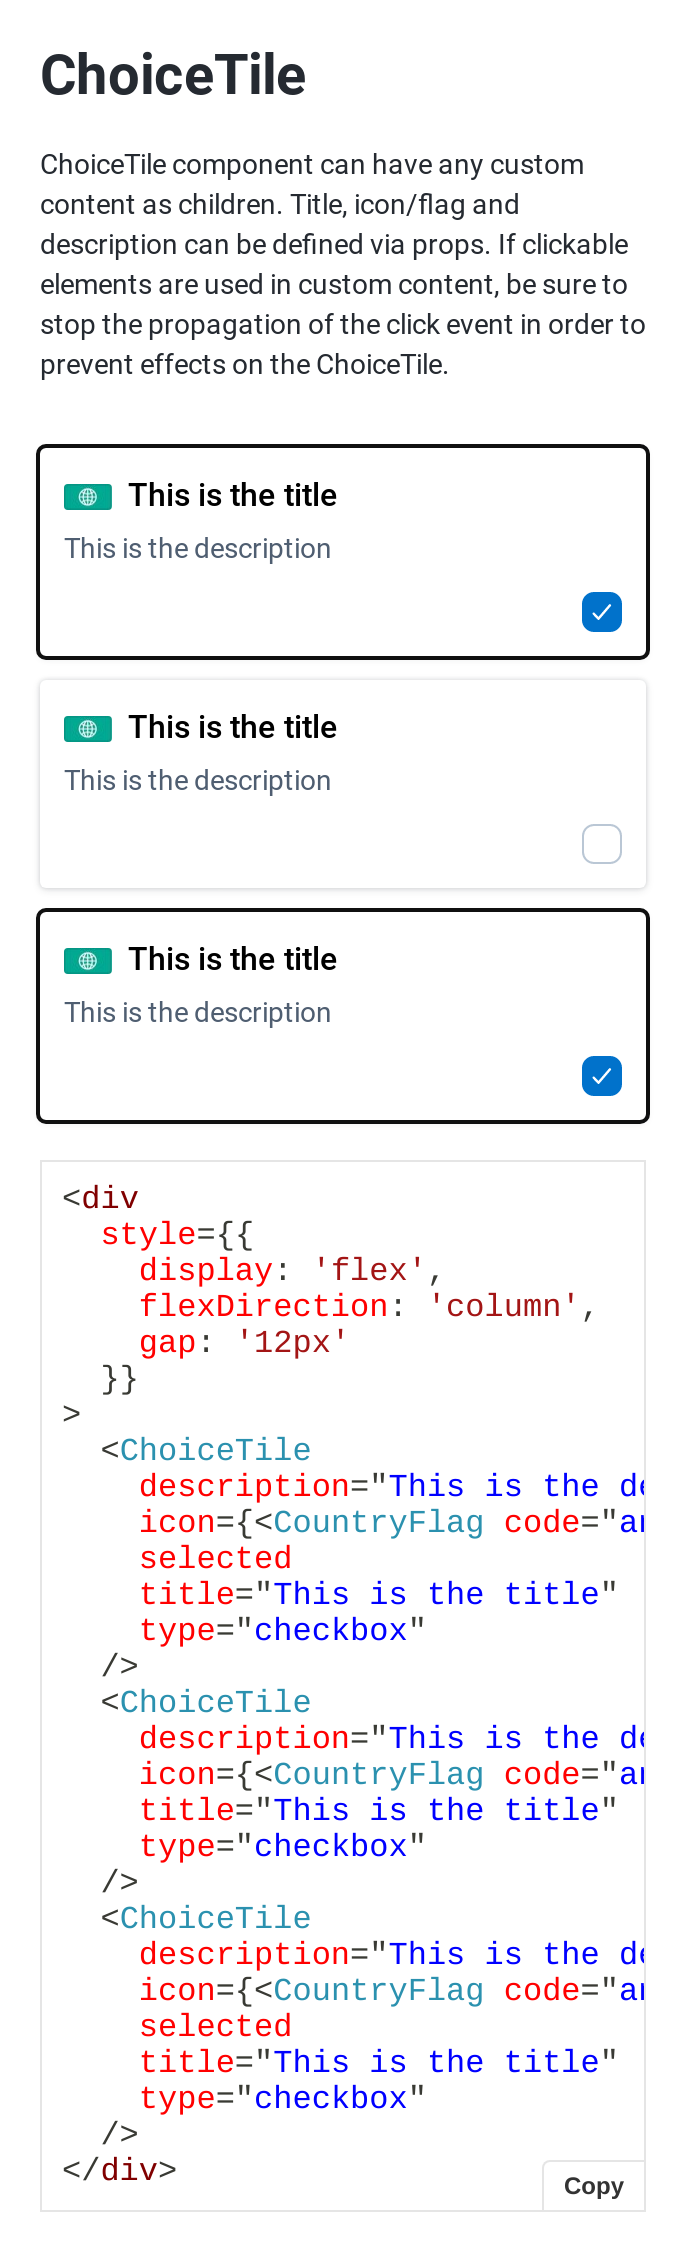 ChoiceTile
ChoiceTile component can have any custom
content as children. Title, icon/flag and
description can be defined via props. If clickable
elements are used in custom content, be sure to
stop the propagation of the click event in order to
prevent effects on the ChoiceTile.
This is the title
This is the description
This is the title
This is the description
This is the title
This is the description
<div
  style={{
    display: 'flex',
    flexDirection: 'column',
    gap: '12px'
  }}
>
  <ChoiceTile
    description="This is the
    icon={<CountryFlag code="
    selected
    title="This is the title"
    type="checkbox"
  />
  <ChoiceTile
    description="This is the
    icon={<CountryFlag code="
    title="This is the title"
    type="checkbox"
  />
  <ChoiceTile
    description="This is the
    icon={<CountryFlag code="
    selected
    title="This is the title"
    type="checkbox"
  />
</div>
Copy